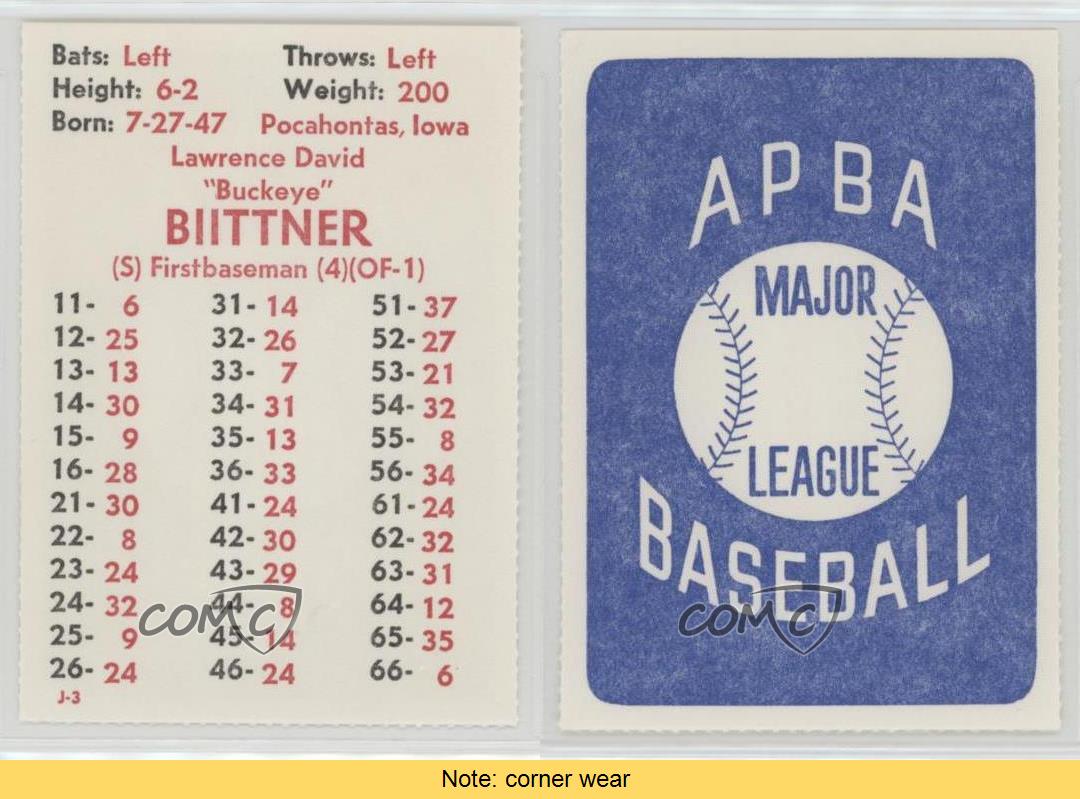 Bats: Left Throws: Left
Height: 6-2 Weight: 200
Born: 7-27-47 Pocahontas, Iowa
Lawrence David
"Buckeye"
BIITTNER
(S) Firstbaseman (4)(OF-1)
11- 6 31- 14 51- 37
12- 25 32- 26 52- 27
13- 13 33- 7 53- 21
14- 30 34- 31 54- 32
15- 9 35- 13 55- 8
16- 28 36- 33 56- 34
21- 30 41- 24 61- 24
22- 8 42- 30 62- 32
23- 24 43- 29 63- 31
24- 32 44- 8 64- 12
25- 9 45- 14 65- 35
26- 24 46- 24 66- 6
J-3
COMC
APBA
MAJOR
LEAGUE
BASEBALL
COMC
Note: corner wear